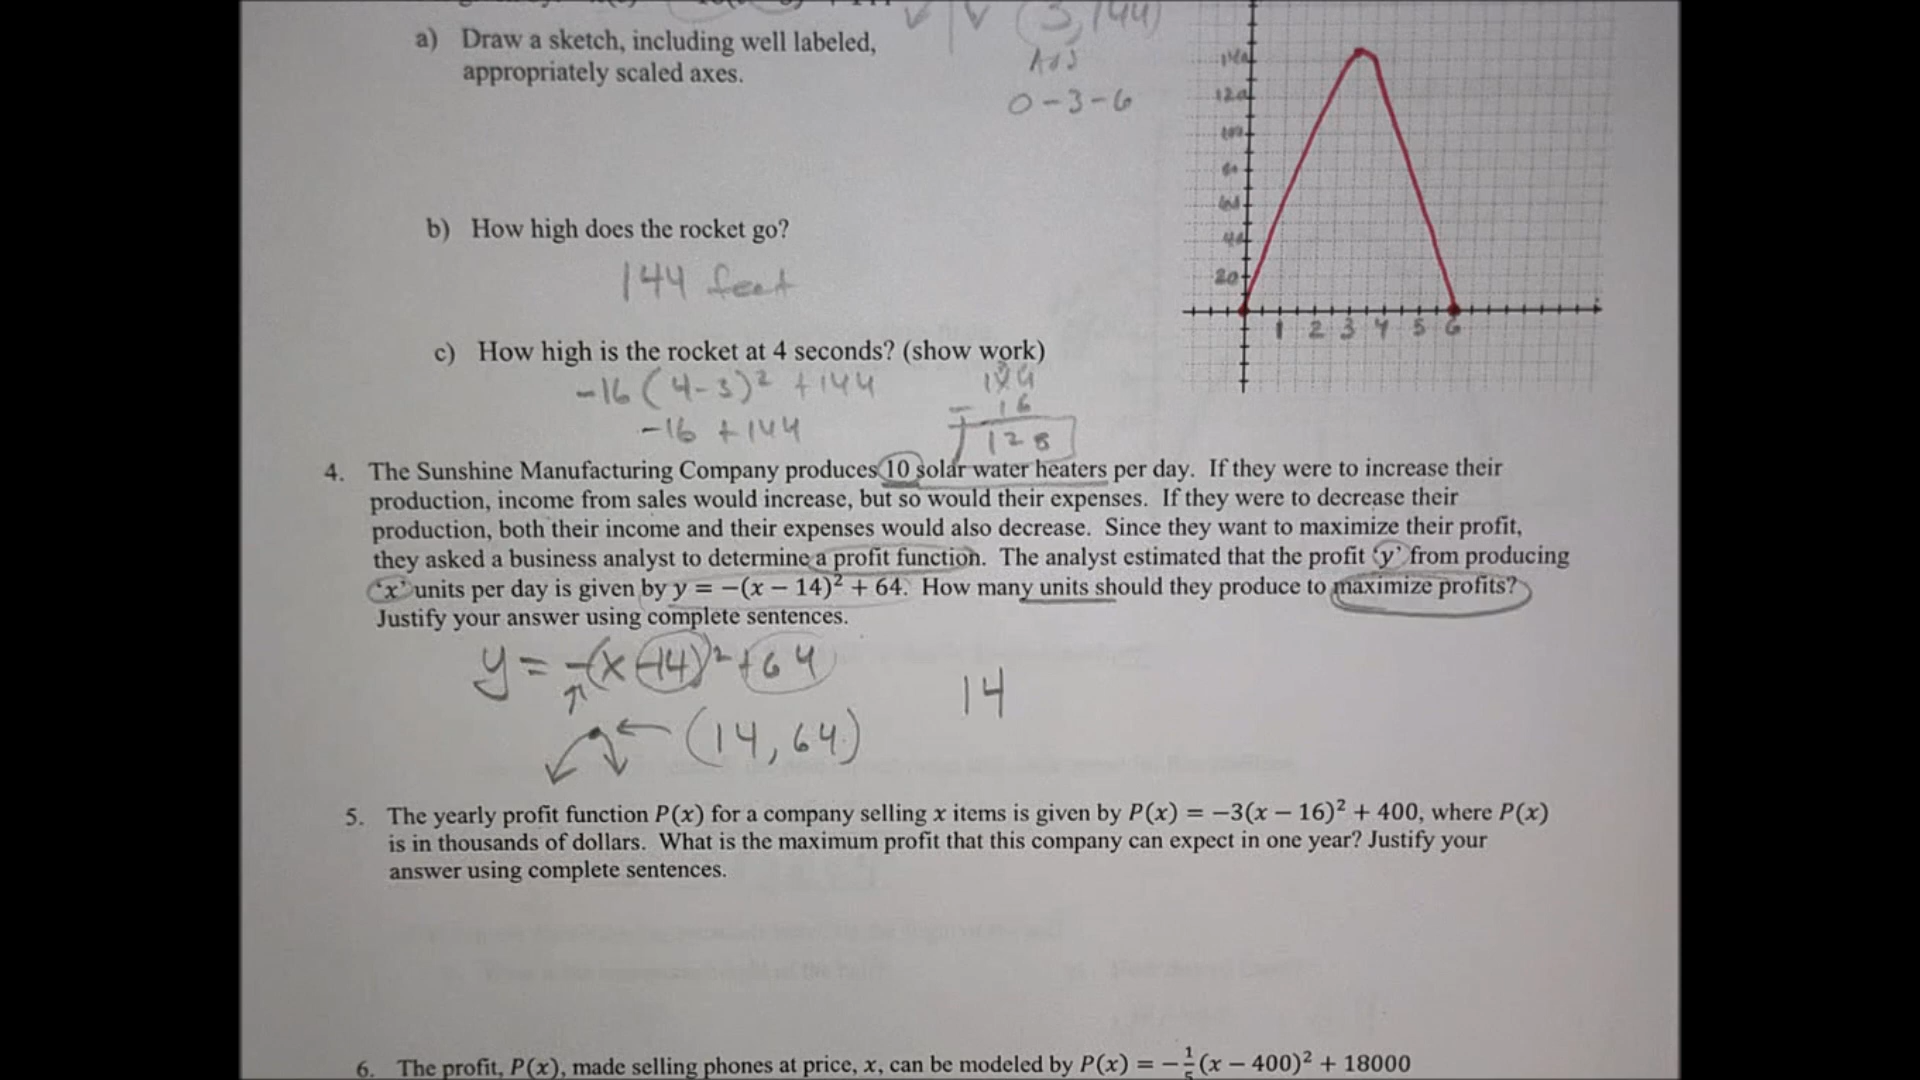 (3,144)
a) Draw a sketch, including well labeled,
appropriately scaled axes.
AOS
0-3-6
140
120
100
80
60
40
20
1 2 3 4 5 6
b) How high does the rocket go?
144 feet
c) How high is the rocket at 4 seconds? (show work)
-16(4-3)² +144
-16 +144
144
- 16
128
4. The Sunshine Manufacturing Company produces 10 solar water heaters per day. If they were to increase their
production, income from sales would increase, but so would their expenses. If they were to decrease their
production, both their income and their expenses would also decrease. Since they want to maximize their profit,
they asked a business analyst to determine a profit function. The analyst estimated that the profit 'y' from producing
'x' units per day is given by y = −(x − 14)² + 64. How many units should they produce to maximize profits?
Justify your answer using complete sentences.
y = -(x-14)²+64
14
(14,64)
5. The yearly profit function P(x) for a company selling x items is given by P(x) = −3(x − 16)² + 400, where P(x)
is in thousands of dollars. What is the maximum profit that this company can expect in one year? Justify your
answer using complete sentences.
6. The profit, P(x), made selling phones at price, x, can be modeled by P(x) = −1/5(x − 400)² + 18000